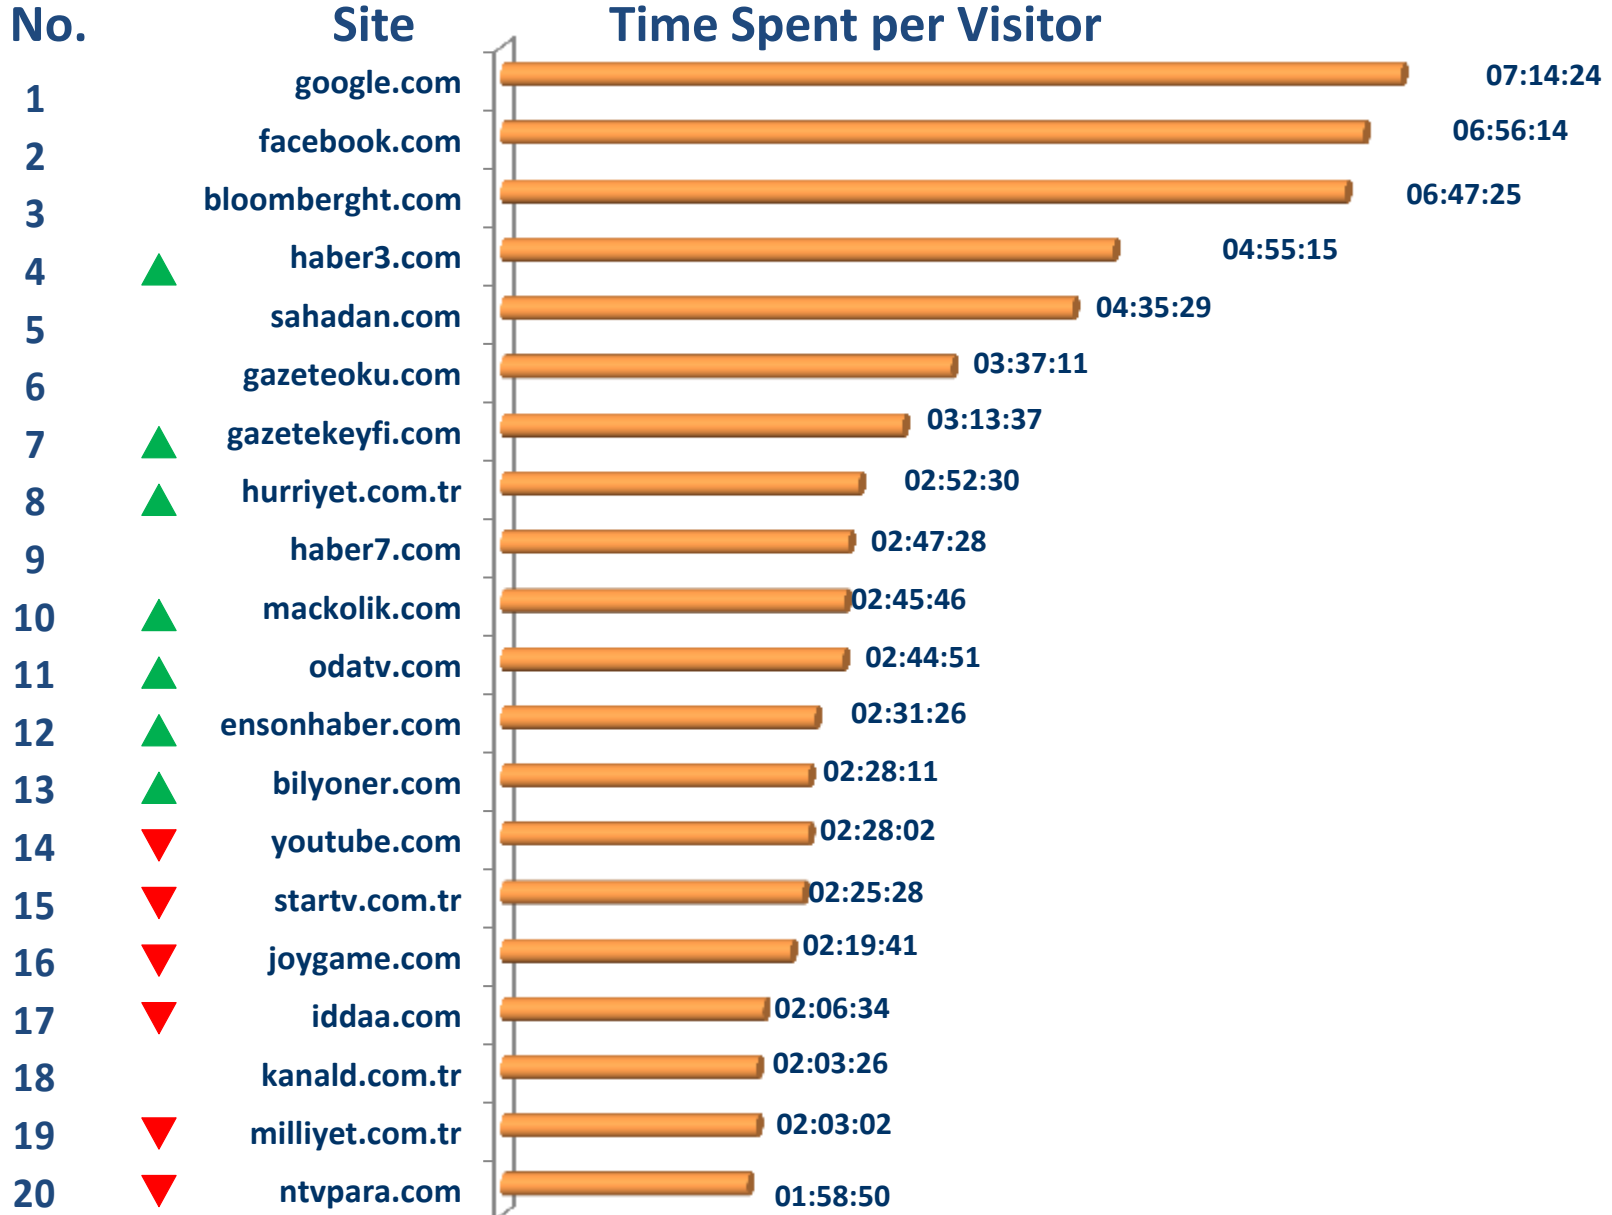 No. Site Time Spent per Visitor
1 google.com 07:14:24
2 facebook.com 06:56:14
3 bloomberght.com 06:47:25
4 haber3.com 04:55:15
5 sahadan.com 04:35:29
6 gazeteoku.com 03:37:11
7 gazetekeyfi.com 03:13:37
8 hurriyet.com.tr 02:52:30
9 haber7.com 02:47:28
10 mackolik.com 02:45:46
11 odatv.com 02:44:51
12 ensonhaber.com 02:31:26
13 bilyoner.com 02:28:11
14 youtube.com 02:28:02
15 startv.com.tr 02:25:28
16 joygame.com 02:19:41
17 iddaa.com 02:06:34
18 kanald.com.tr 02:03:26
19 milliyet.com.tr 02:03:02
20 ntvpara.com 01:58:50